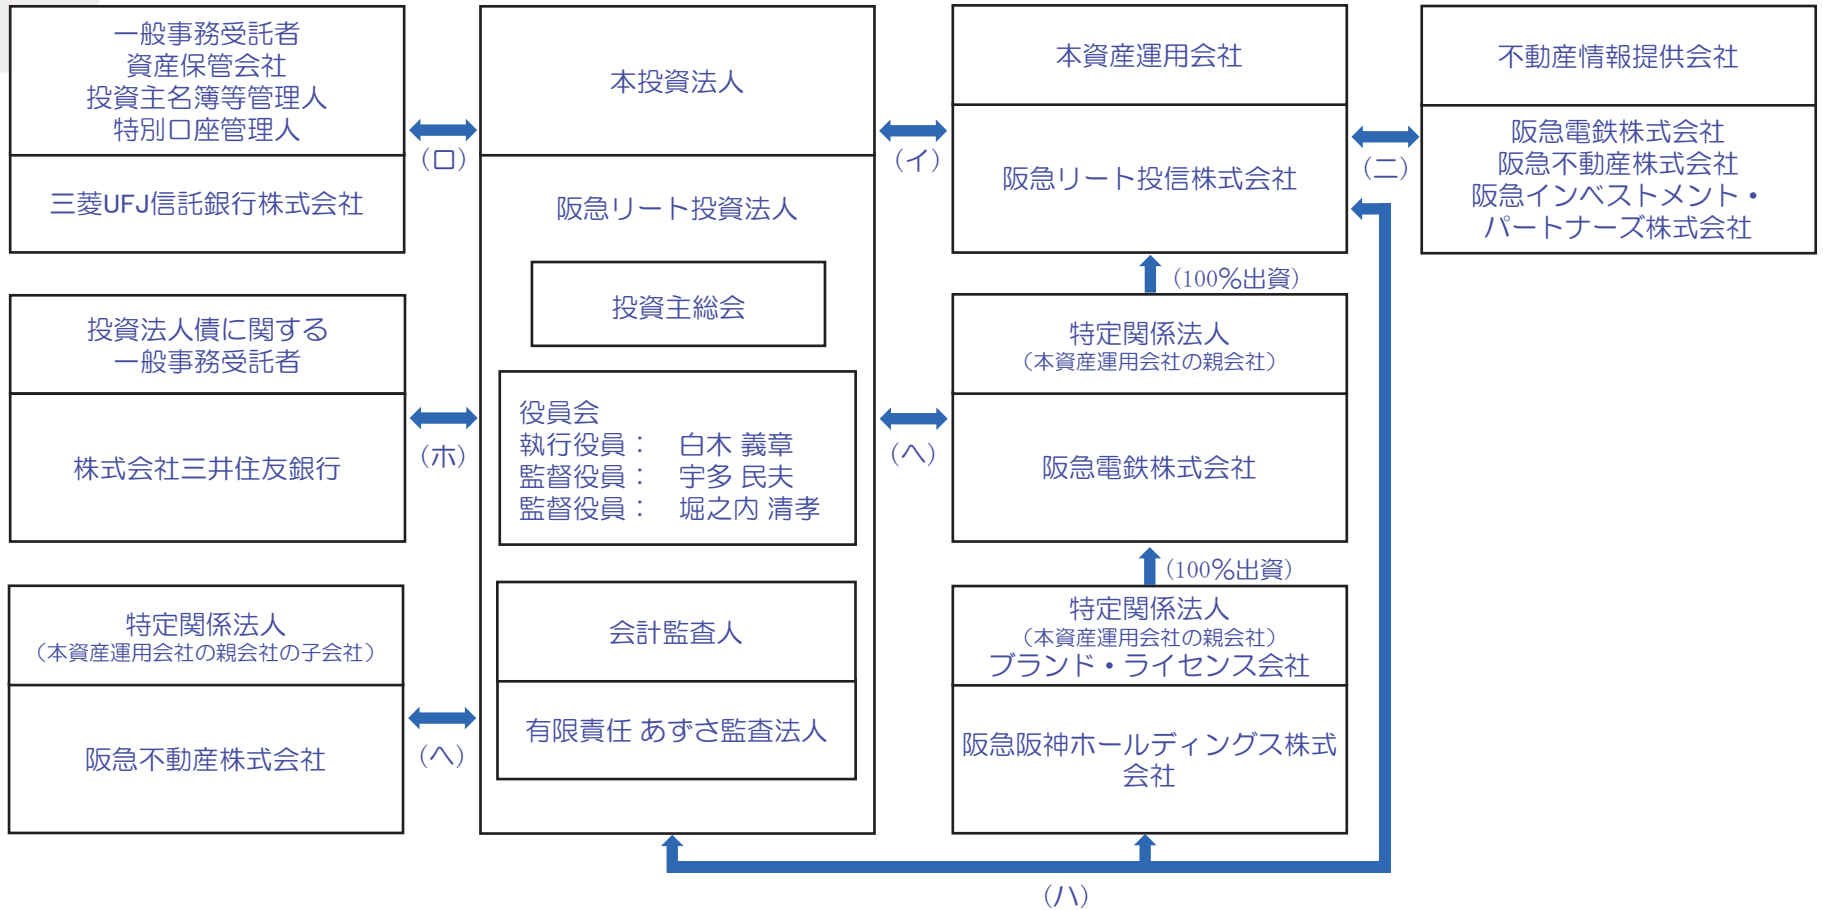 一般事務受託者
資産保管会社
投資主名簿等管理人
特別口座管理人
三菱UFJ信託銀行株式会社
(ロ)
本投資法人
阪急リート投資法人
投資主総会
役員会
執行役員： 白木 義章
監督役員： 宇多 民夫
監督役員： 堀之内 清孝
会計監査人
有限責任 あずさ監査法人
(イ)
本資産運用会社
阪急リート投信株式会社
(ニ)
不動産情報提供会社
阪急電鉄株式会社
阪急不動産株式会社
阪急インベストメント・
パートナーズ株式会社
(100%出資)
投資法人債に関する
一般事務受託者
株式会社三井住友銀行
(ホ)
(ヘ)
特定関係法人
（本資産運用会社の親会社）
阪急電鉄株式会社
(100%出資)
特定関係法人
（本資産運用会社の親会社の子会社）
阪急不動産株式会社
(ヘ)
特定関係法人
（本資産運用会社の親会社）
ブランド・ライセンス会社
阪急阪神ホールディングス株式
会社
(ハ)